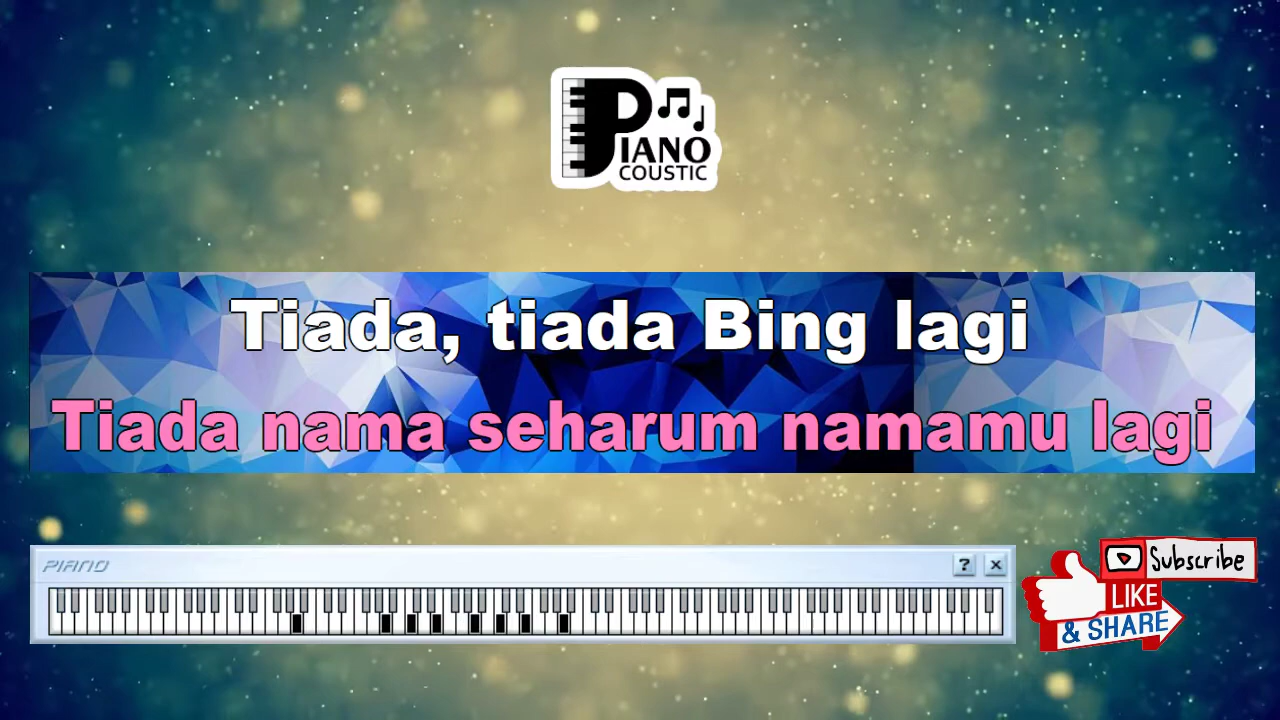 PIANO
COUSTIC
Tiada, tiada Bing lagi
Tiada nama seharum namamu lagi
PIANO
?
×
Subscribe
LIKE
& SHARE